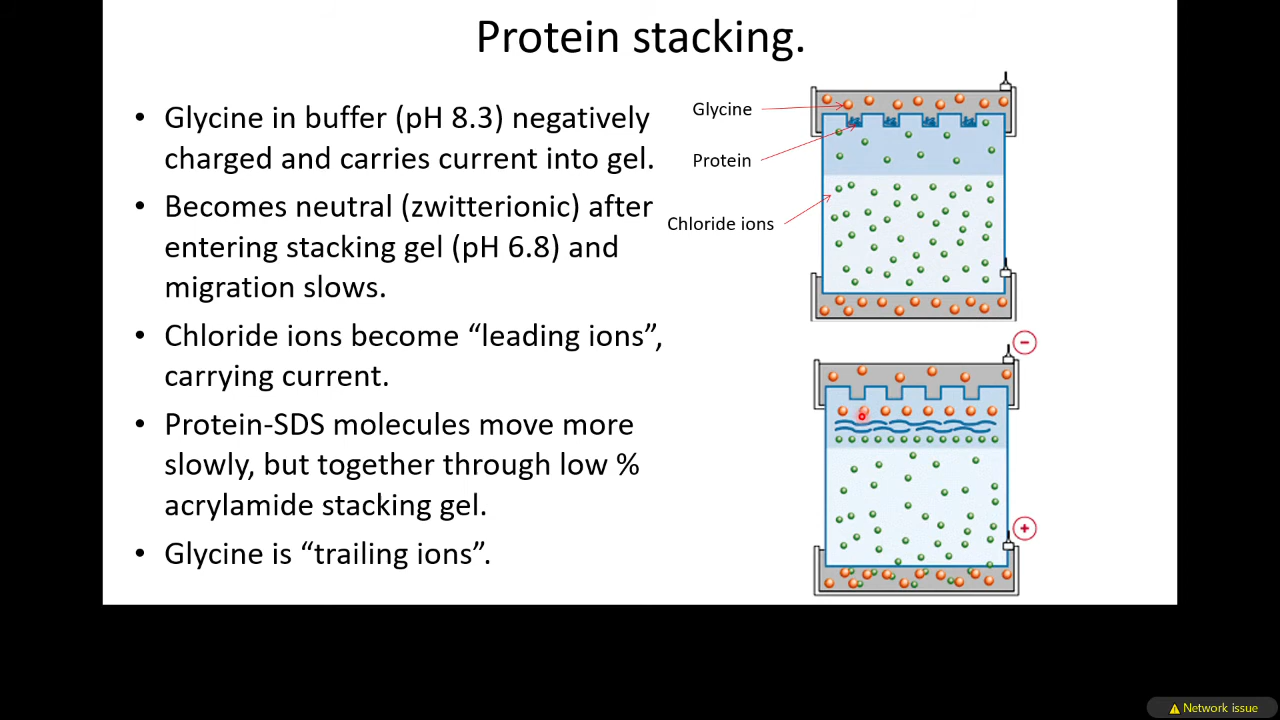 Protein stacking.
• Glycine in buffer (pH 8.3) negatively
charged and carries current into gel.
• Becomes neutral (zwitterionic) after
entering stacking gel (pH 6.8) and
migration slows.
• Chloride ions become “leading ions”,
carrying current.
• Protein-SDS molecules move more
slowly, but together through low %
acrylamide stacking gel.
• Glycine is “trailing ions”.
Glycine
Protein
Chloride ions
−
+
Network issue